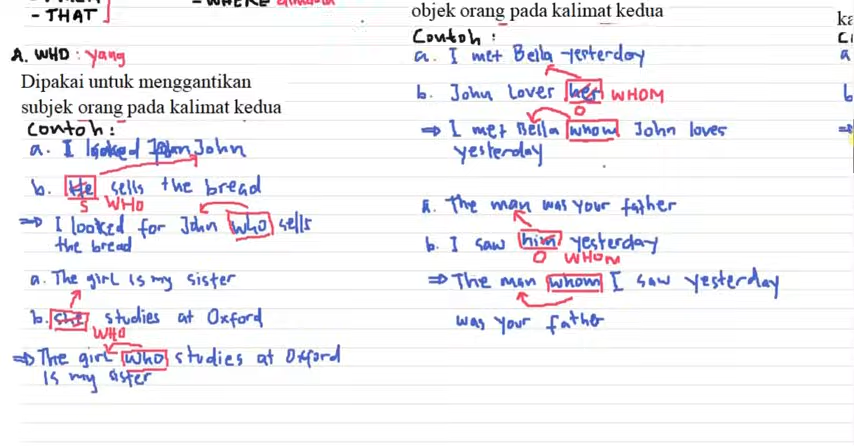 - THAT
- WHERE
A. WHO : yang
Dipakai untuk menggantikan
subjek orang pada kalimat kedua
Contoh :
a. I looked John
b. He sells the bread
S WHO
⇒ I looked for John who sells
the bread
a. The girl is my sister
b. she studies at Oxford
WHO
⇒ The girl who studies at Oxford
is my sister
objek orang pada kalimat kedua
Contoh :
a. I met Bella yesterday
b. John lover her WHOM
O
⇒ I met Bella whom John loves
yesterday
a. The man was your father
b. I saw him yesterday
O WHOM
⇒ The man whom I saw yesterday
was your father
ka
a
b
⇒